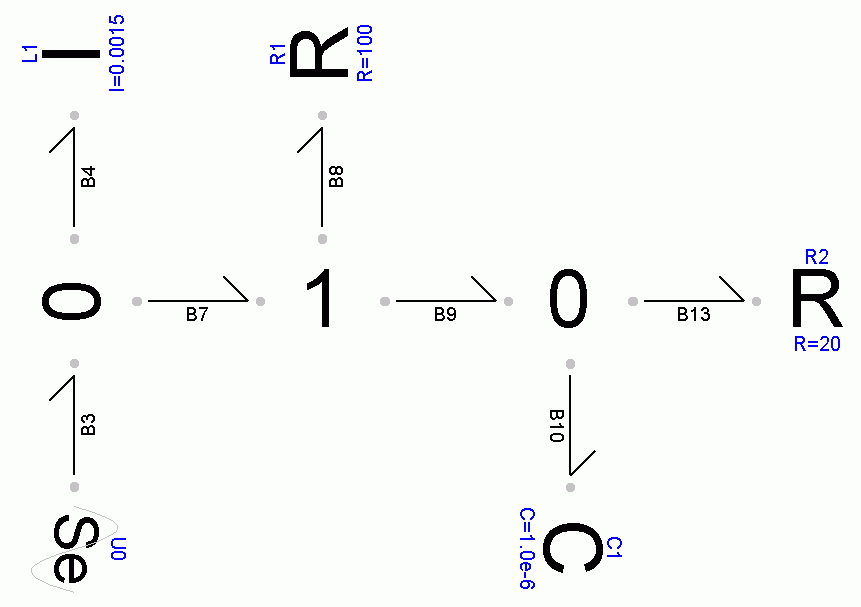 L1
I
I=0.0015
R1
R
R=100
B4
B8
0
B7
1
B9
0
B13
R2
R
R=20
B3
B10
Se
U0
C=1.0e-6
C
C1